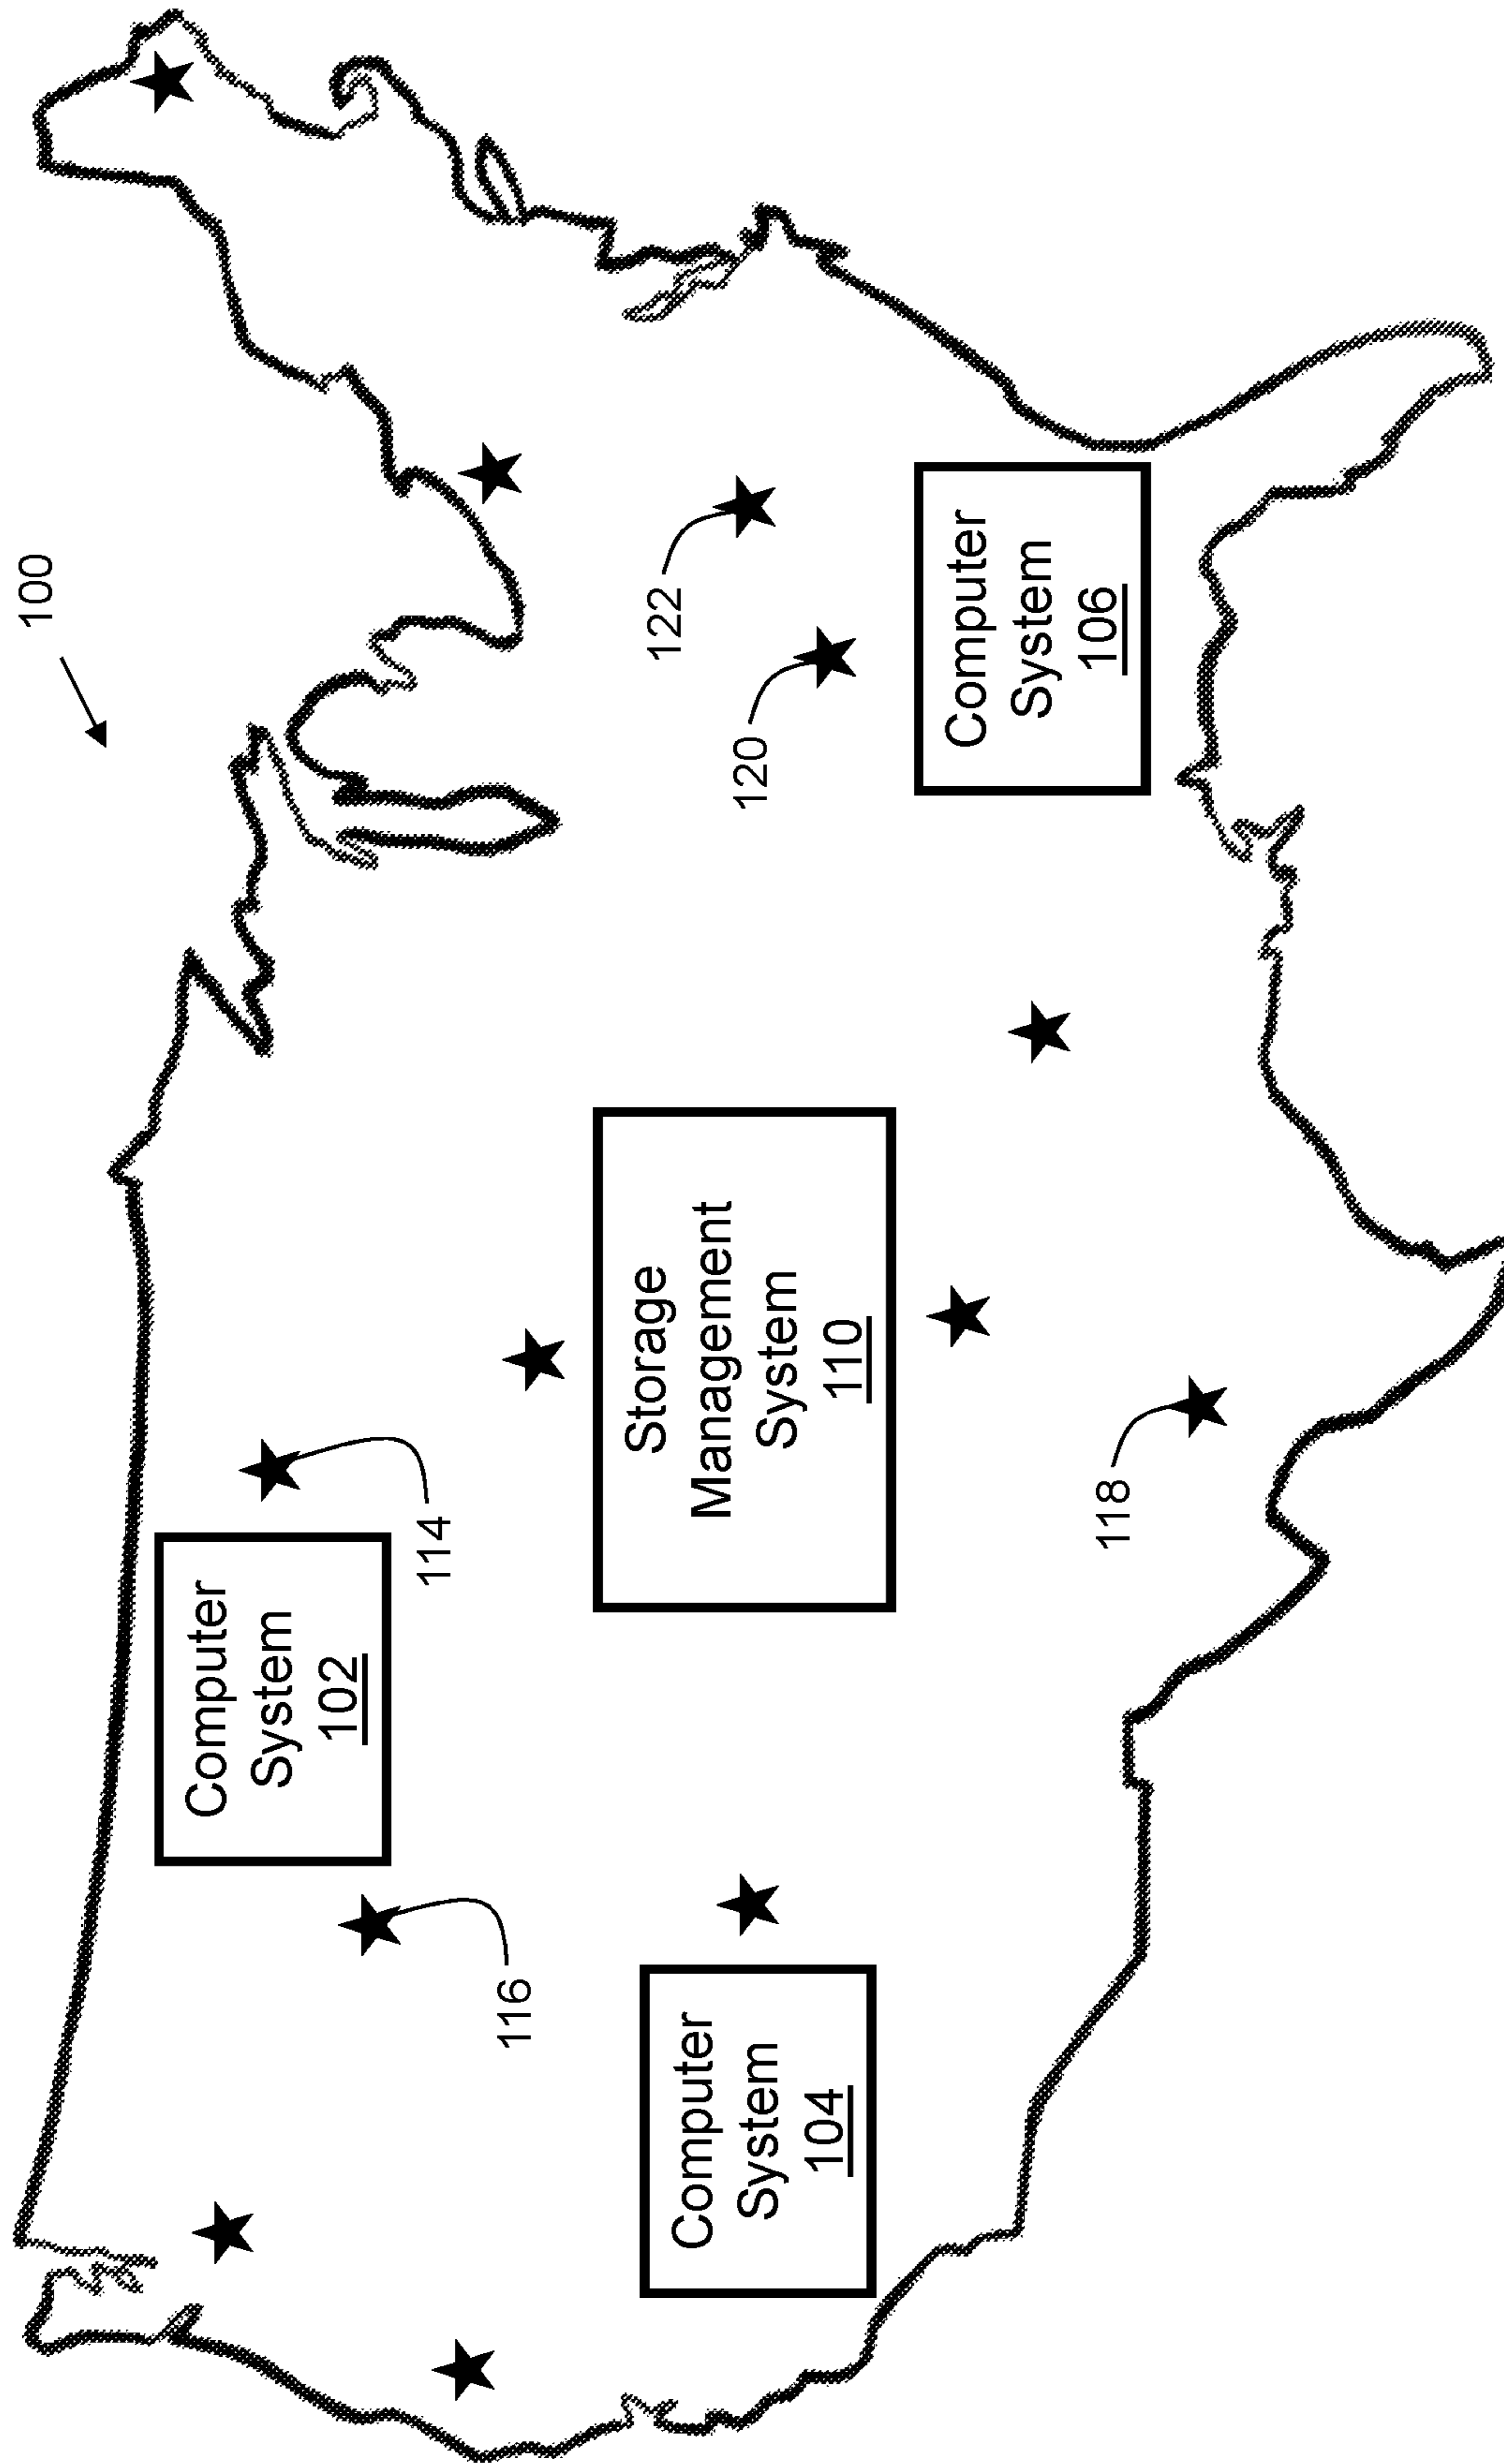 100
Computer
System
102
114
116
Storage
Management
System
110
122
120
Computer
System
104
Computer
System
106
118